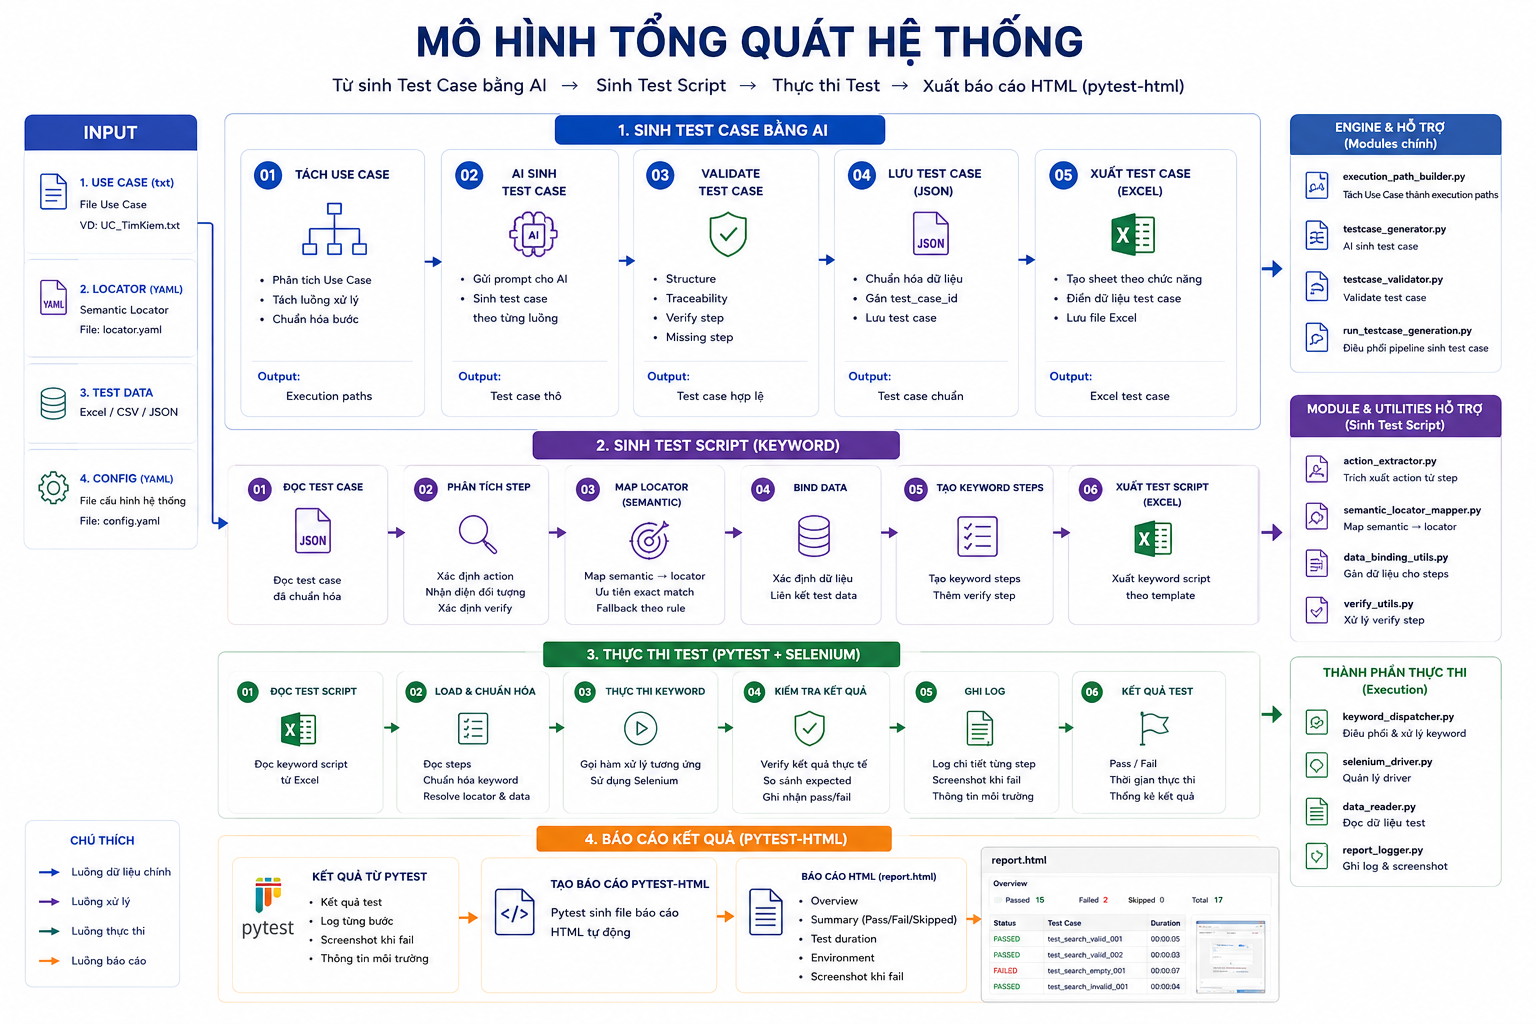 MÔ HÌNH TỔNG QUÁT HỆ THỐNG
Từ sinh Test Case bằng AI → Sinh Test Script → Thực thi Test → Xuất báo cáo HTML (pytest-html)
INPUT
1. USE CASE (txt)
File Use Case
VD: UC_TimKiem.txt
YAML
2. LOCATOR (YAML)
Semantic Locator
File: locator.yaml
3. TEST DATA
Excel / CSV / JSON
4. CONFIG (YAML)
File cấu hình hệ thống
File: config.yaml
1. SINH TEST CASE BẰNG AI
01 TÁCH USE CASE
• Phân tích Use Case
• Tách luồng xử lý
• Chuẩn hóa bước
Output:
Execution paths
02 AI SINH
TEST CASE
AI
• Gửi prompt cho AI
• Sinh test case
theo từng luồng
Output:
Test case thô
03 VALIDATE
TEST CASE
• Structure
• Traceability
• Verify step
• Missing step
Output:
Test case hợp lệ
04 LƯU TEST CASE
(JSON)
JSON
• Chuẩn hóa dữ liệu
• Gán test_case_id
• Lưu test case
Output:
Test case chuẩn
05 XUẤT TEST CASE
(EXCEL)
X
• Tạo sheet theo chức năng
• Điền dữ liệu test case
• Lưu file Excel
Output:
Excel test case
2. SINH TEST SCRIPT (KEYWORD)
01 ĐỌC TEST CASE
JSON
Đọc test case
đã chuẩn hóa
02 PHÂN TÍCH STEP
Xác định action
Nhận diện đối tượng
Xác định verify
03 MAP LOCATOR
(SEMANTIC)
Map semantic → locator
Ưu tiên exact match
Fallback theo rule
04 BIND DATA
Xác định dữ liệu
Liên kết test data
05 TẠO KEYWORD STEPS
Tạo keyword steps
Thêm verify step
06 XUẤT TEST SCRIPT
(EXCEL)
X
Xuất keyword script
theo template
3. THỰC THI TEST (PYTEST + SELENIUM)
01 ĐỌC TEST SCRIPT
X
Đọc keyword script
từ Excel
02 LOAD & CHUẨN HÓA
Đọc steps
Chuẩn hóa keyword
Resolve locator & data
03 THỰC THI KEYWORD
Gọi hàm xử lý tương ứng
Sử dụng Selenium
04 KIỂM TRA KẾT QUẢ
Verify kết quả thực tế
So sánh expected
Ghi nhận pass/fail
05 GHI LOG
Log chi tiết từng step
Screenshot khi fail
Thông tin môi trường
06 KẾT QUẢ TEST
Pass / Fail
Thời gian thực thi
Thống kê kết quả
4. BÁO CÁO KẾT QUẢ (PYTEST-HTML)
pytest
KẾT QUẢ TỪ PYTEST
• Kết quả test
• Log từng bước
• Screenshot khi fail
• Thông tin môi trường
</>
TẠO BÁO CÁO PYTEST-HTML
Pytest sinh file báo cáo
HTML tự động
BÁO CÁO HTML (report.html)
• Overview
• Summary (Pass/Fail/Skipped)
• Test duration
• Environment
• Screenshot khi fail
report.html
Overview
Passed 15 Failed 2 Skipped 0 Total 17
Status Test Case Duration
PASSED test_search_valid_001 00:00.05
PASSED test_search_valid_002 00:00.03
FAILED test_search_empty_001 00:00.07
PASSED test_search_invalid_001 00:00:04
ENGINE & HỖ TRỢ
(Modules chính)
execution_path_builder.py
Tách Use Case thành execution paths
testcase_generator.py
AI sinh test case
testcase_validator.py
Validate test case
run_testcase_generation.py
Điều phối pipeline sinh test case
MODULE & UTILITIES HỖ TRỢ
(Sinh Test Script)
action_extractor.py
Trích xuất action từ step
semantic_locator_mapper.py
Map semantic → locator
data_binding_utils.py
Gán dữ liệu cho steps
verify_utils.py
Xử lý verify step
THÀNH PHẦN THỰC THI
(Execution)
keyword_dispatcher.py
Điều phối & xử lý keyword
selenium_driver.py
Quản lý driver
data_reader.py
Đọc dữ liệu test
report_logger.py
Ghi log & screenshot
CHÚ THÍCH
Luồng dữ liệu chính
Luồng xử lý
Luồng thực thi
Luồng báo cáo